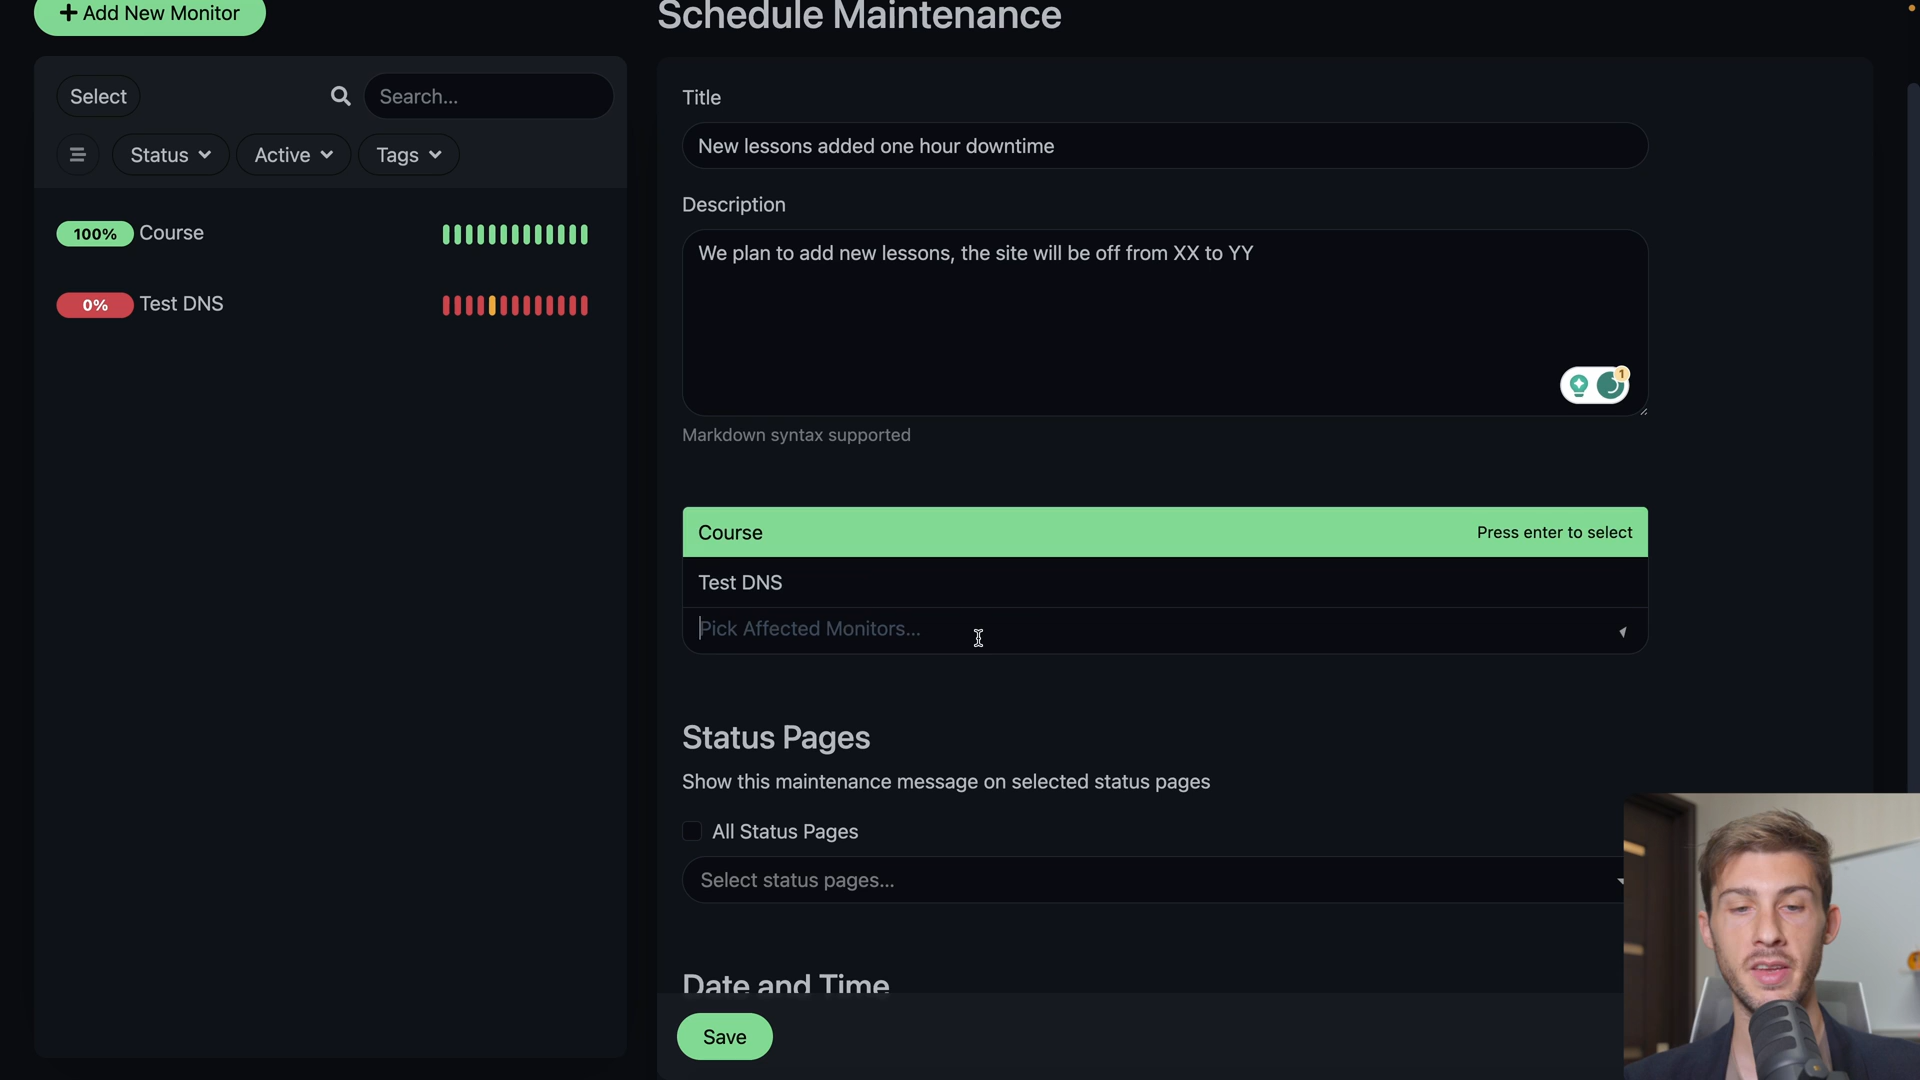 + Add New Monitor
Schedule Maintenance
Select
Search...
Status
Active
Tags
100%
Course
0%
Test DNS
Title
New lessons added one hour downtime
Description
We plan to add new lessons, the site will be off from XX to YY
1
Markdown syntax supported
Course
Press enter to select
Test DNS
Pick Affected Monitors...
Status Pages
Show this maintenance message on selected status pages
All Status Pages
Select status pages...
Date and Time
Save